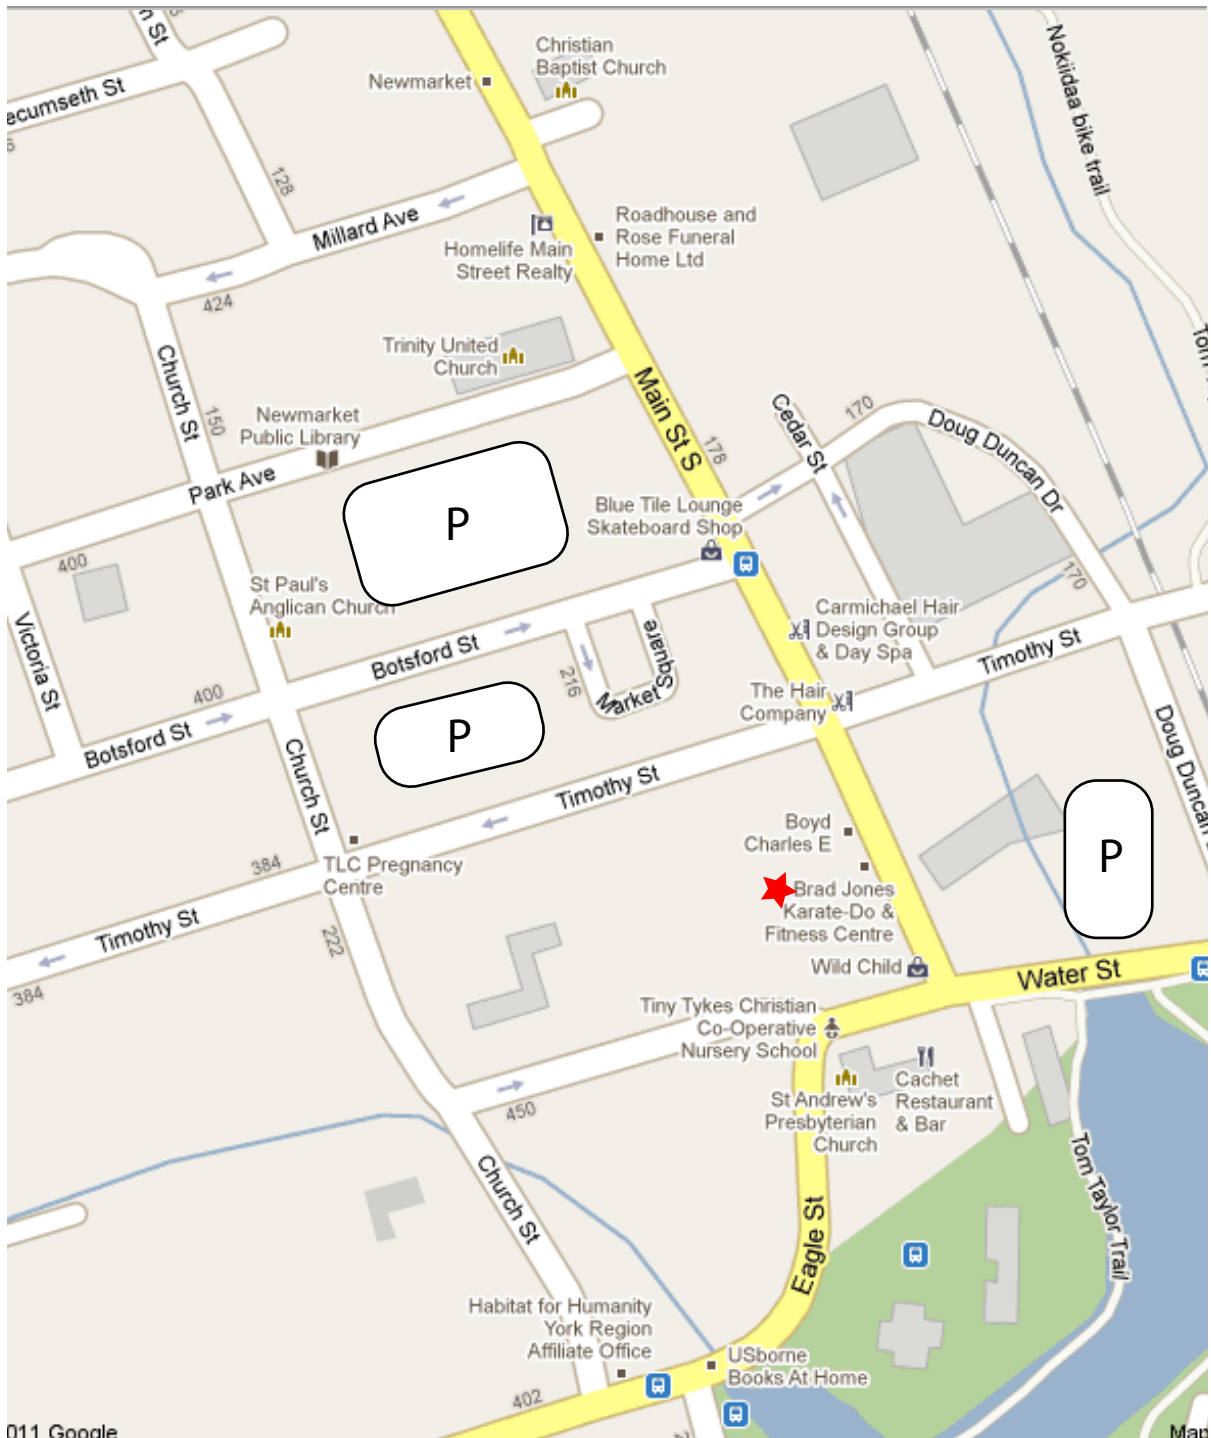 n St
Christian
Baptist Church
Newmarket
Nokiidaa bike trail
ecumseth St
128
Millard Ave
Roadhouse and
Rose Funeral
Home Ltd
Homelife Main
Street Realty
424
Tom
Trinity United
Church
Church St
150
Main St S
178
Cedar St
170
Doug Duncan Dr
Newmarket
Public Library
Park Ave
P
Blue Tile Lounge
Skateboard Shop
400
170
St Paul's
Anglican Church
Victoria St
Carmichael Hair
Design Group
& Day Spa
Botsford St
Square
Market
216
Timothy St
400
The Hair
Company
P
Botsford St
Doug Duncan
Church St
Timothy St
Boyd
Charles E
P
384
TLC Pregnancy
Centre
Brad Jones
Karate-Do &
Fitness Centre
Timothy St
222
Wild Child
Water St
384
Tiny Tykes Christian
Co-Operative
Nursery School
450
St Andrew's
Presbyterian
Church
Cachet
Restaurant
& Bar
Church St
Tom Taylor Trail
Eagle St
Habitat for Humanity
York Region
Affiliate Office
USborne
Books At Home
402
011 Google
Map